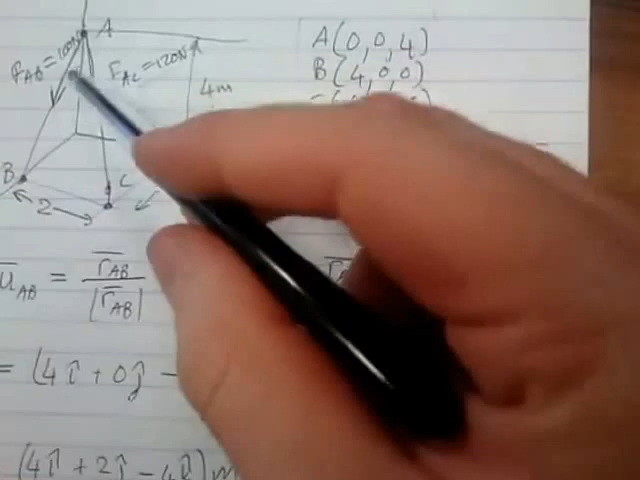 A
A(0,0,4)
F_AB=100N
F_AC=120N
B(4,0,0)
4m
B
C
2
u_AB = r_AB / |r_AB|
= (4î + 0ĵ -
(4î + 2ĵ - 4k̂)m